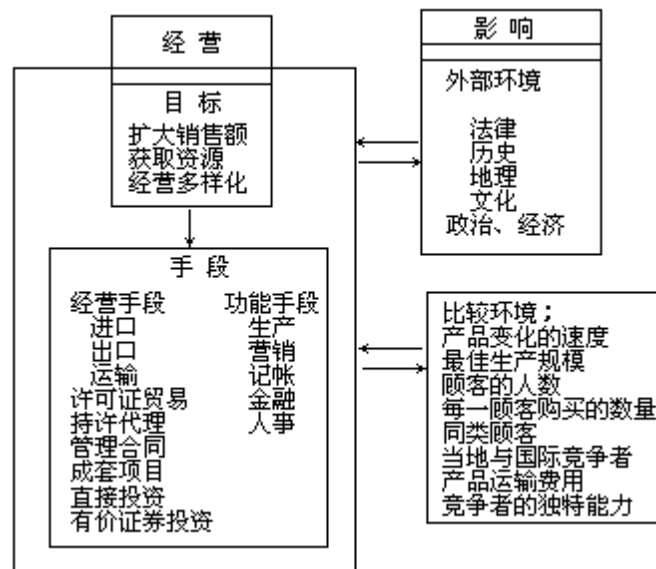 经 营
目 标
扩大销售额
获取资源
经营多样化
手 段
经营手段
进口
出口
运输
许可证贸易
持许代理
管理合同
成套项目
直接投资
有价证券投资
功能手段
生产
营销
记帐
金融
人事
影 响
外部环境
法律
历史
地理
文化
政治、经济
比较环境；
产品变化的速度
最佳生产规模
顾客的人数
每一顾客购买的数量
同类顾客
当地与国际竞争者
产品运输费用
竞争者的独特能力